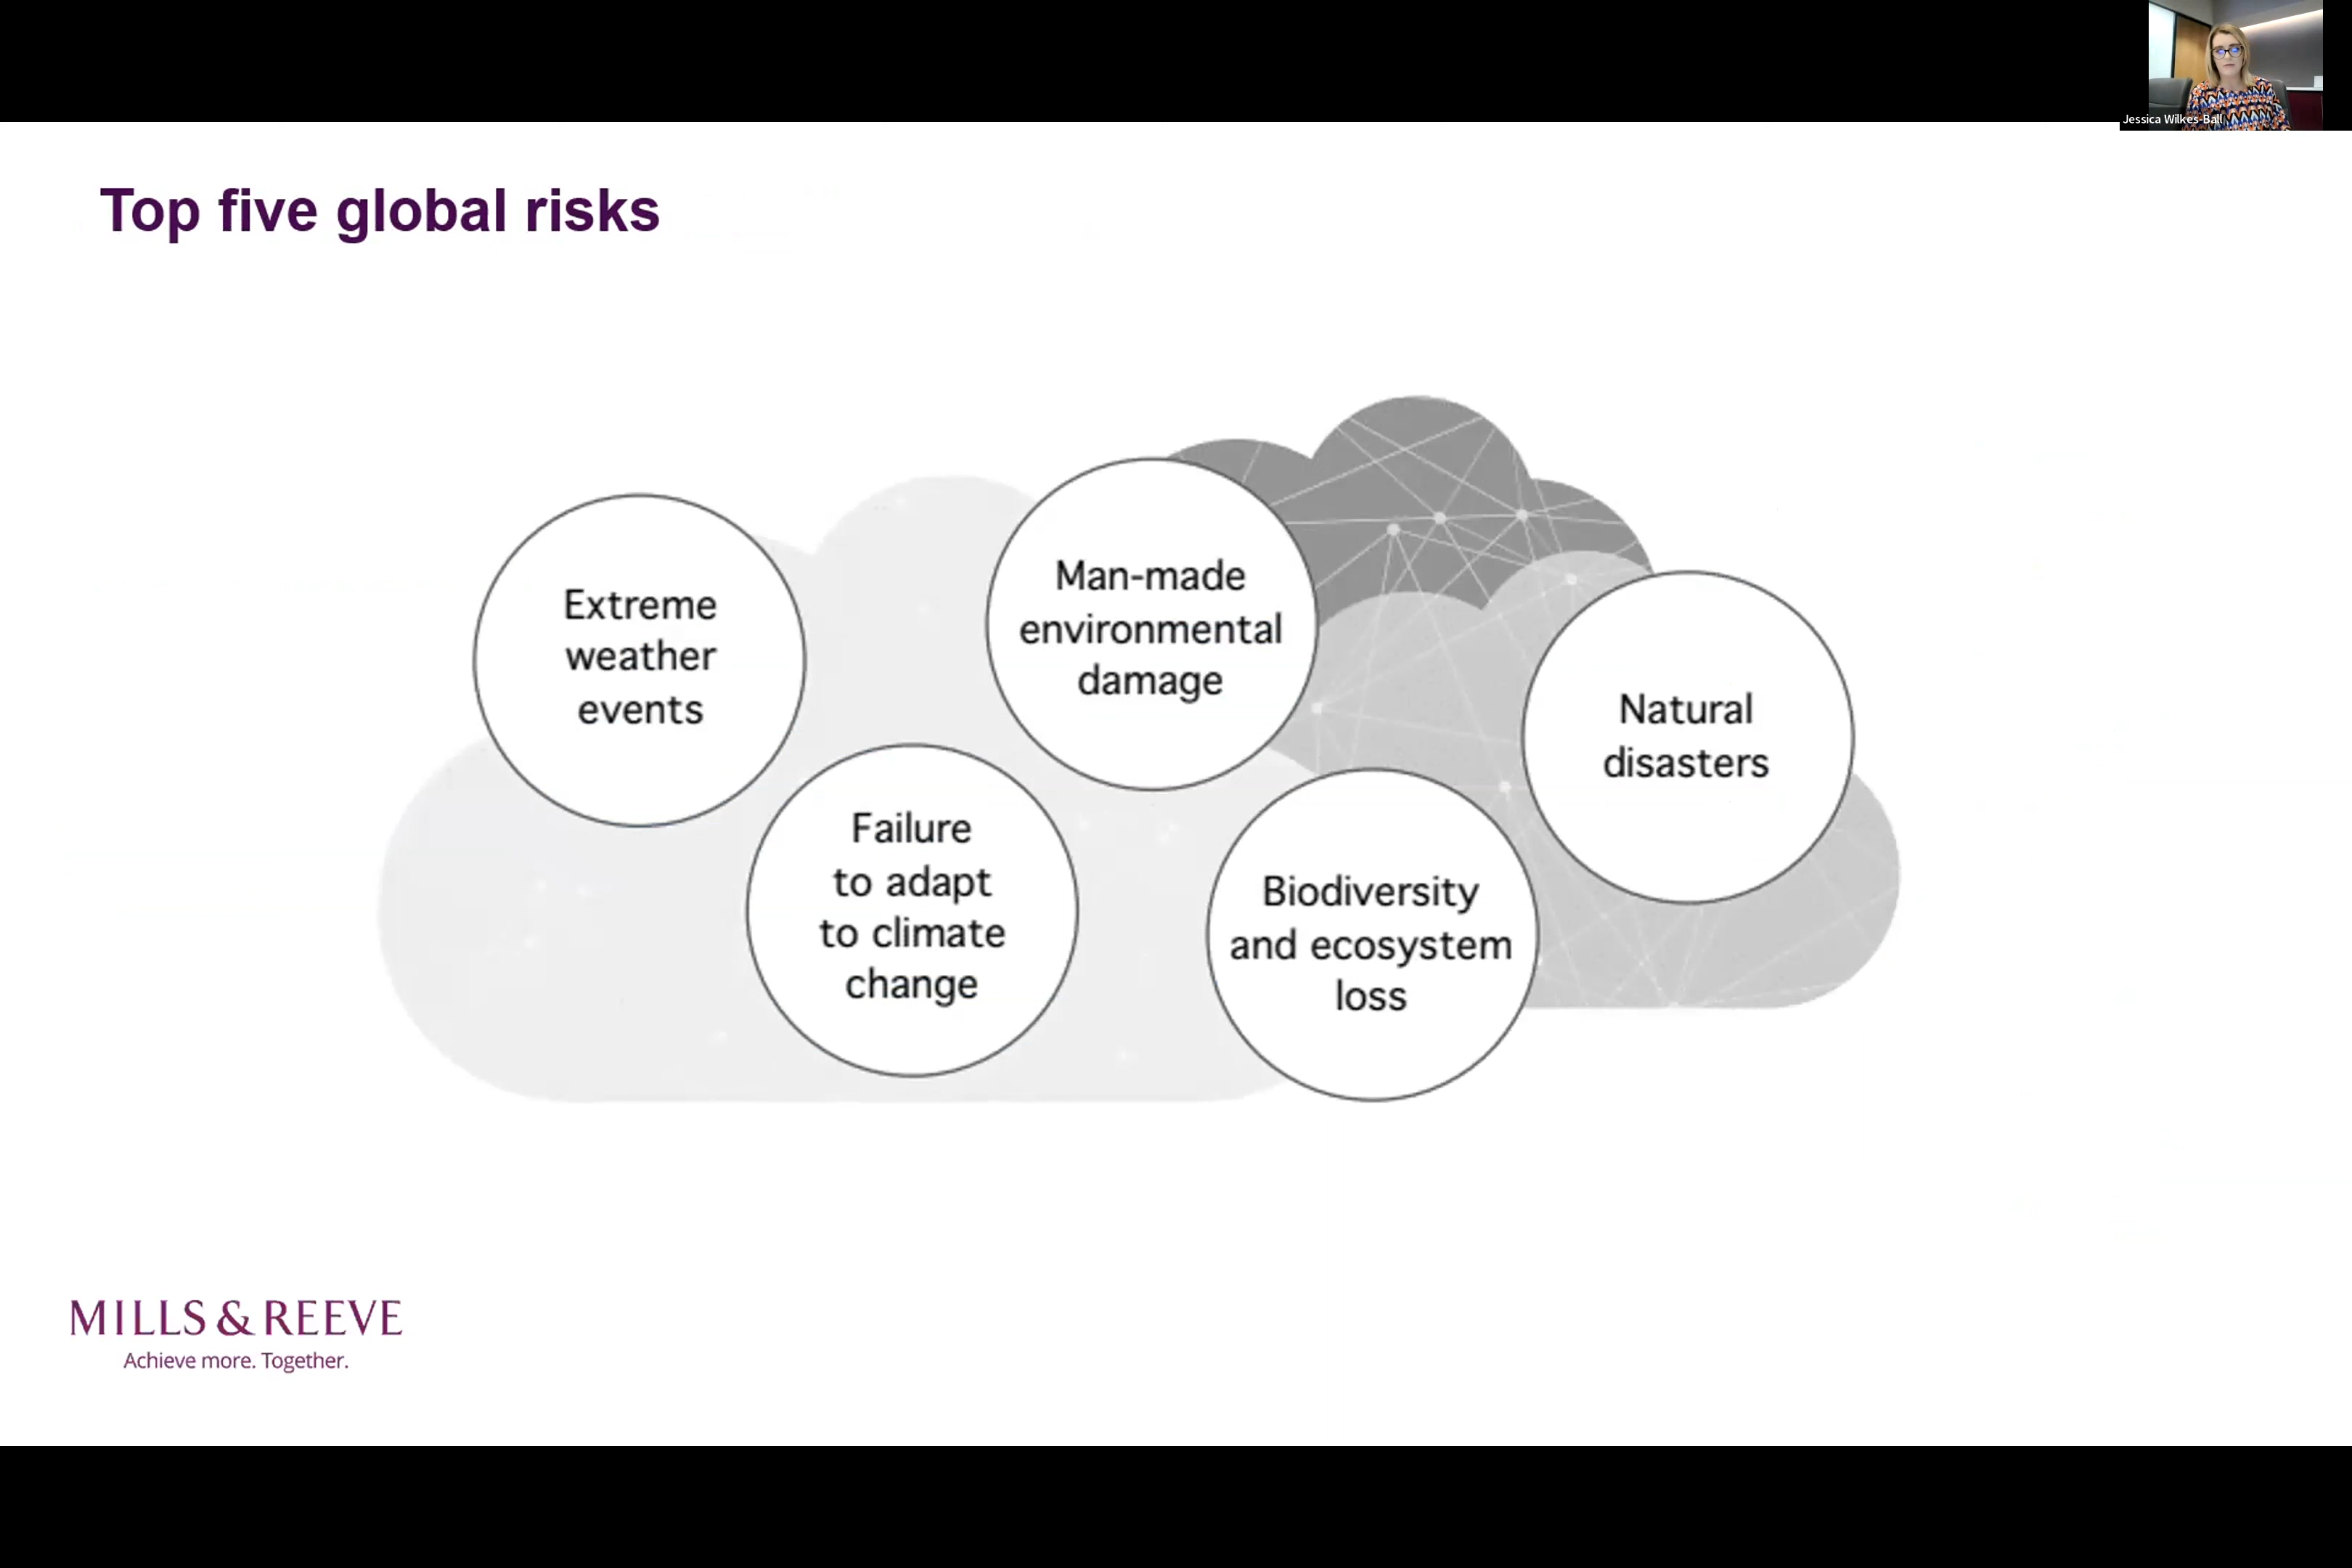 Jessica Wilkes-Ball
Top five global risks
Extreme
weather
events
Failure
to adapt
to climate
change
Man-made
environmental
damage
Biodiversity
and ecosystem
loss
Natural
disasters
MILLS & REEVE
Achieve more. Together.